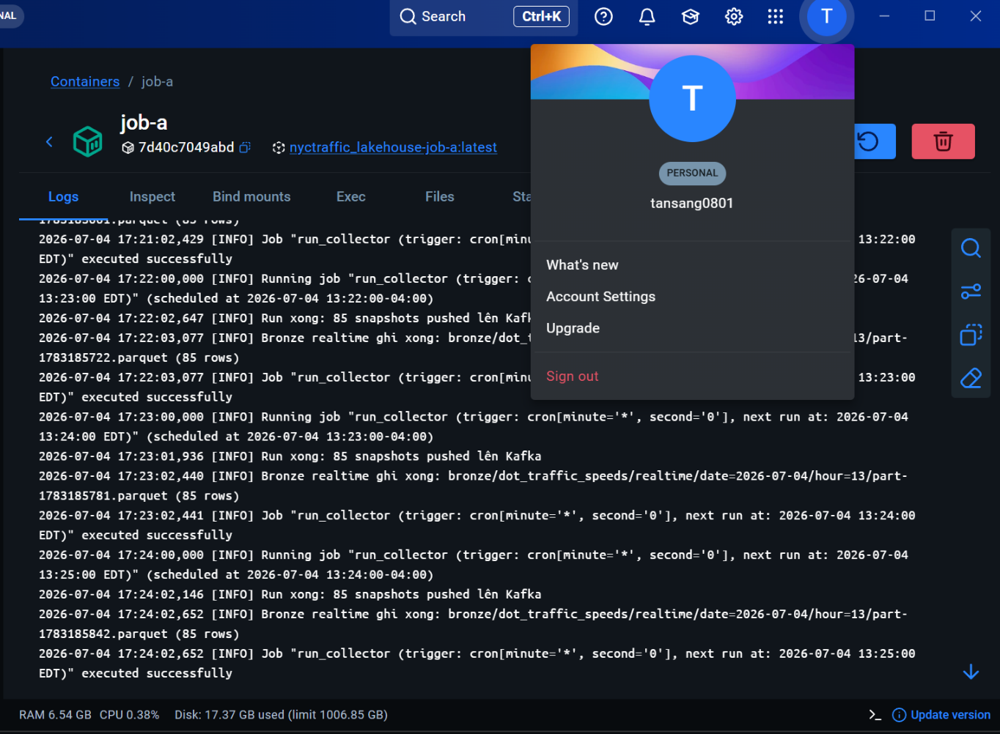 NAL
Search
Ctrl+K
T
Containers / job-a
T
job-a
7d40c7049abd
nyctraffic_lakehouse-job-a:latest
PERSONAL
tansang0801
Logs
Inspect
Bind mounts
Exec
Files
Sta
What's new
Account Settings
Upgrade
Sign out
1783185661.parquet (85 rows)
2026-07-04 17:21:02,429 [INFO] Job "run_collector (trigger: cron[minu 13:22:00
EDT)" executed successfully
2026-07-04 17:22:00,000 [INFO] Running job "run_collector (trigger: c 26-07-04
13:23:00 EDT)" (scheduled at 2026-07-04 13:22:00-04:00)
2026-07-04 17:22:02,647 [INFO] Run xong: 85 snapshots pushed lên Kafk
2026-07-04 17:22:03,077 [INFO] Bronze realtime ghi xong: bronze/dot_t 13/part-
1783185722.parquet (85 rows)
2026-07-04 17:22:03,077 [INFO] Job "run_collector (trigger: cron[minu 13:23:00
EDT)" executed successfully
2026-07-04 17:23:00,000 [INFO] Running job "run_collector (trigger: cron[minute='*', second='0'], next run at: 2026-07-04
13:24:00 EDT)" (scheduled at 2026-07-04 13:23:00-04:00)
2026-07-04 17:23:01,936 [INFO] Run xong: 85 snapshots pushed lên Kafka
2026-07-04 17:23:02,440 [INFO] Bronze realtime ghi xong: bronze/dot_traffic_speeds/realtime/date=2026-07-04/hour=13/part-
1783185781.parquet (85 rows)
2026-07-04 17:23:02,441 [INFO] Job "run_collector (trigger: cron[minute='*', second='0'], next run at: 2026-07-04 13:24:00
EDT)" executed successfully
2026-07-04 17:24:00,000 [INFO] Running job "run_collector (trigger: cron[minute='*', second='0'], next run at: 2026-07-04
13:25:00 EDT)" (scheduled at 2026-07-04 13:24:00-04:00)
2026-07-04 17:24:02,146 [INFO] Run xong: 85 snapshots pushed lên Kafka
2026-07-04 17:24:02,652 [INFO] Bronze realtime ghi xong: bronze/dot_traffic_speeds/realtime/date=2026-07-04/hour=13/part-
1783185842.parquet (85 rows)
2026-07-04 17:24:02,652 [INFO] Job "run_collector (trigger: cron[minute='*', second='0'], next run at: 2026-07-04 13:25:00
EDT)" executed successfully
RAM 6.54 GB CPU 0.38% Disk: 17.37 GB used (limit 1006.85 GB)
Update version